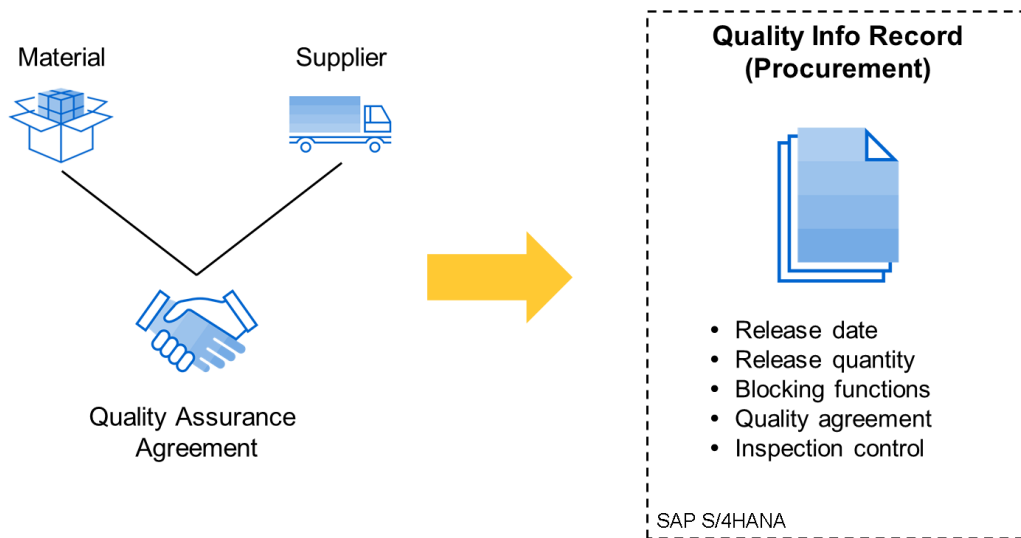 Material
Supplier
Quality Assurance
Agreement
Quality Info Record
(Procurement)
• Release date
• Release quantity
• Blocking functions
• Quality agreement
• Inspection control
SAP S/4HANA